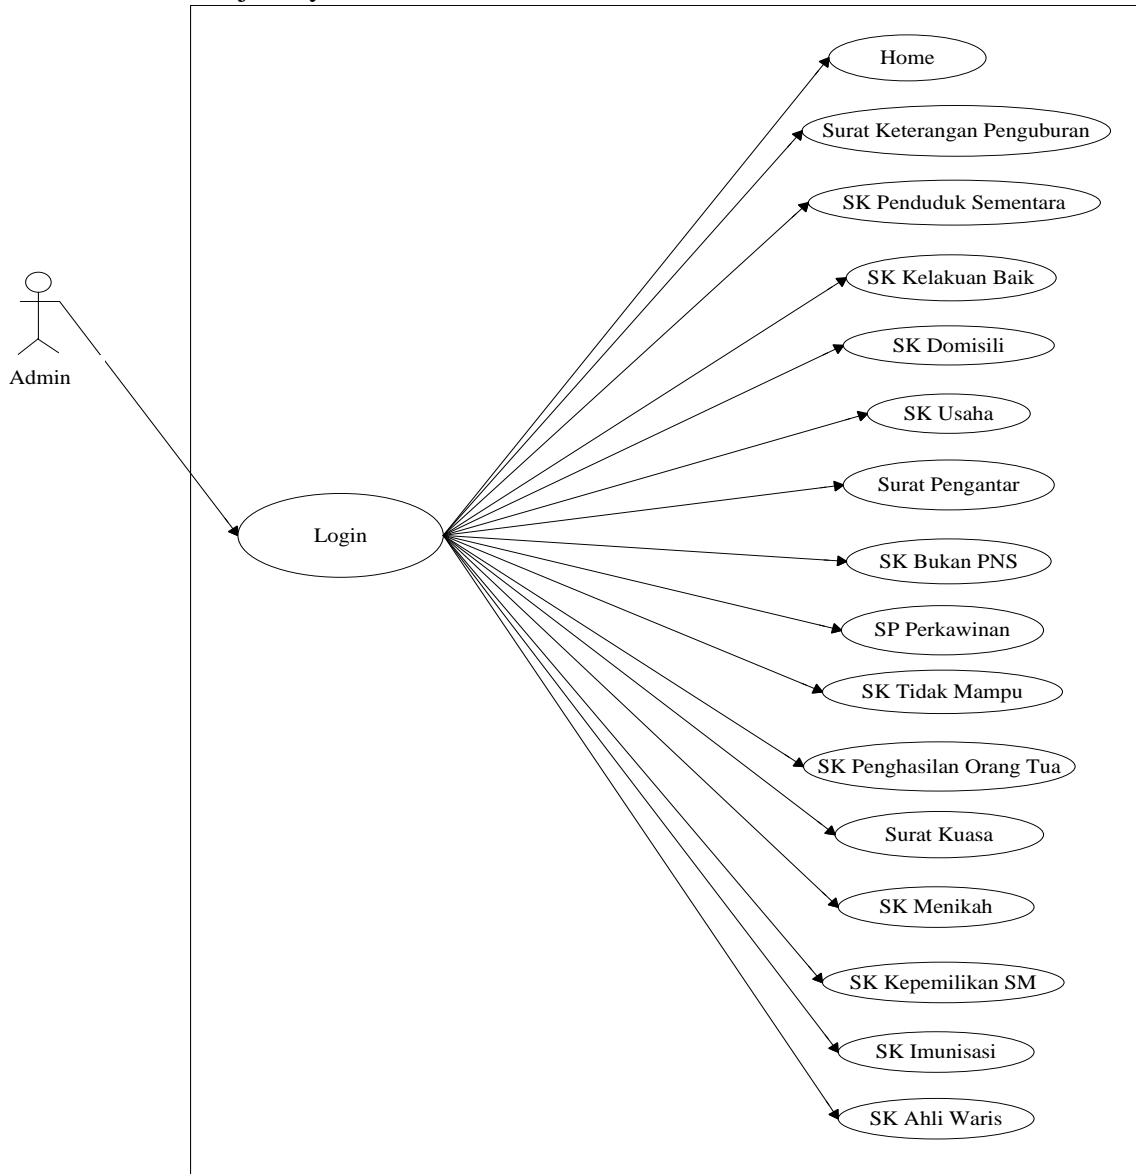 Home
Surat Keterangan Penguburan
SK Penduduk Sementara
SK Kelakuan Baik
Admin
SK Domisili
SK Usaha
Surat Pengantar
Login
SK Bukan PNS
SP Perkawinan
SK Tidak Mampu
SK Penghasilan Orang Tua
Surat Kuasa
SK Menikah
SK Kepemilikan SM
SK Imunisasi
SK Ahli Waris